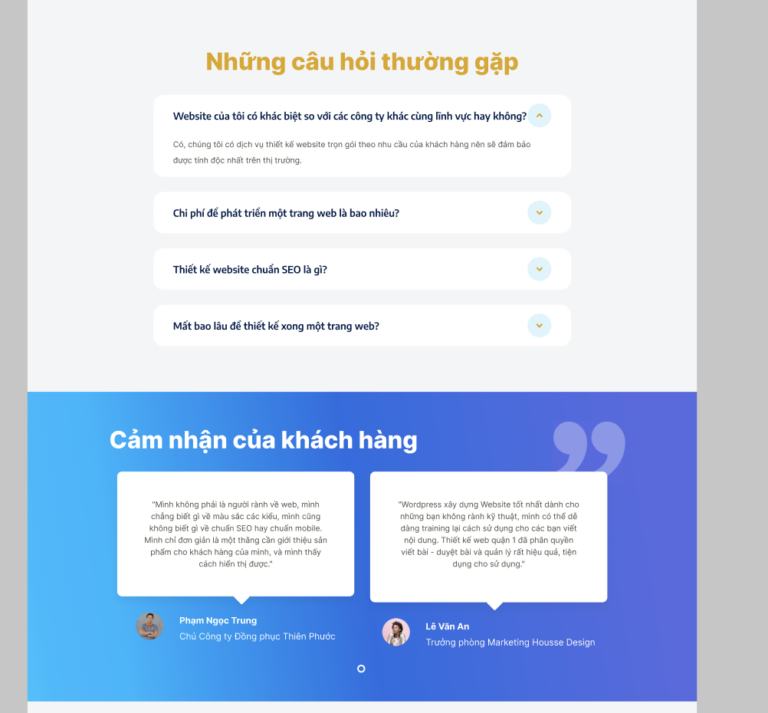 Những câu hỏi thường gặp
Website của tôi có khác biệt so với các công ty khác cùng lĩnh vực hay không?
Có, chúng tôi có dịch vụ thiết kế website trọn gói theo nhu cầu của khách hàng nên sẽ đảm bảo
được tính độc nhất trên thị trường.
Chi phí để phát triển một trang web là bao nhiêu?
Thiết kế website chuẩn SEO là gì?
Mất bao lâu để thiết kế xong một trang web?
Cảm nhận của khách hàng
"Mình không phải là người rành về web, mình
chẳng biết gì về màu sắc các kiểu, mình cũng
không biết gì về chuẩn SEO hay chuẩn mobile.
Mình chỉ đơn giản là một thằng cần giới thiệu sản
phẩm cho khách hàng của mình, và mình thấy
cách hiển thị được."
Phạm Ngọc Trung
Chủ Công ty Đồng phục Thiên Phước
"Wordpress xây dựng Website tốt nhất dành cho
những bạn không rành kỹ thuật, mình có thể dễ
dàng training lại cách sử dụng cho các bạn viết
nội dung. Thiết kế web quận 1 đã phân quyền
viết bài - duyệt bài và quản lý rất hiệu quả, tiện
dụng cho sử dụng."
Lê Văn An
Trưởng phòng Marketing Housse Design